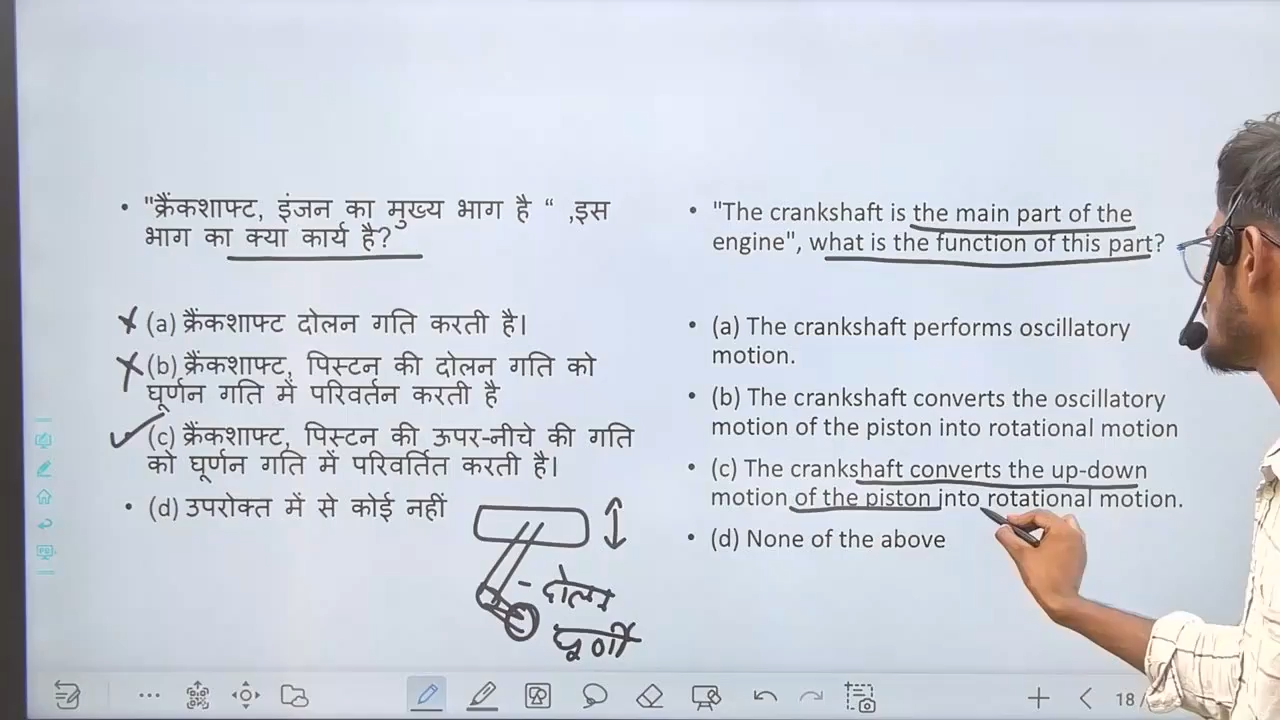 • "क्रैंकशाफ्ट, इंजन का मुख्य भाग है “ ,इस
भाग का क्या कार्य है?
(a) क्रैंकशाफ्ट दोलन गति करती है।
(b) क्रैंकशाफ्ट, पिस्टन की दोलन गति को
घूर्णन गति में परिवर्तन करती है
(c) क्रैंकशाफ्ट, पिस्टन की ऊपर-नीचे की गति
को घूर्णन गति में परिवर्तित करती है।
• (d) उपरोक्त में से कोई नहीं
- दोलन
• "The crankshaft is the main part of the
engine", what is the function of this part?
• (a) The crankshaft performs oscillatory
motion.
• (b) The crankshaft converts the oscillatory
motion of the piston into rotational motion
• (c) The crankshaft converts the up-down
motion of the piston into rotational motion.
• (d) None of the above
18/